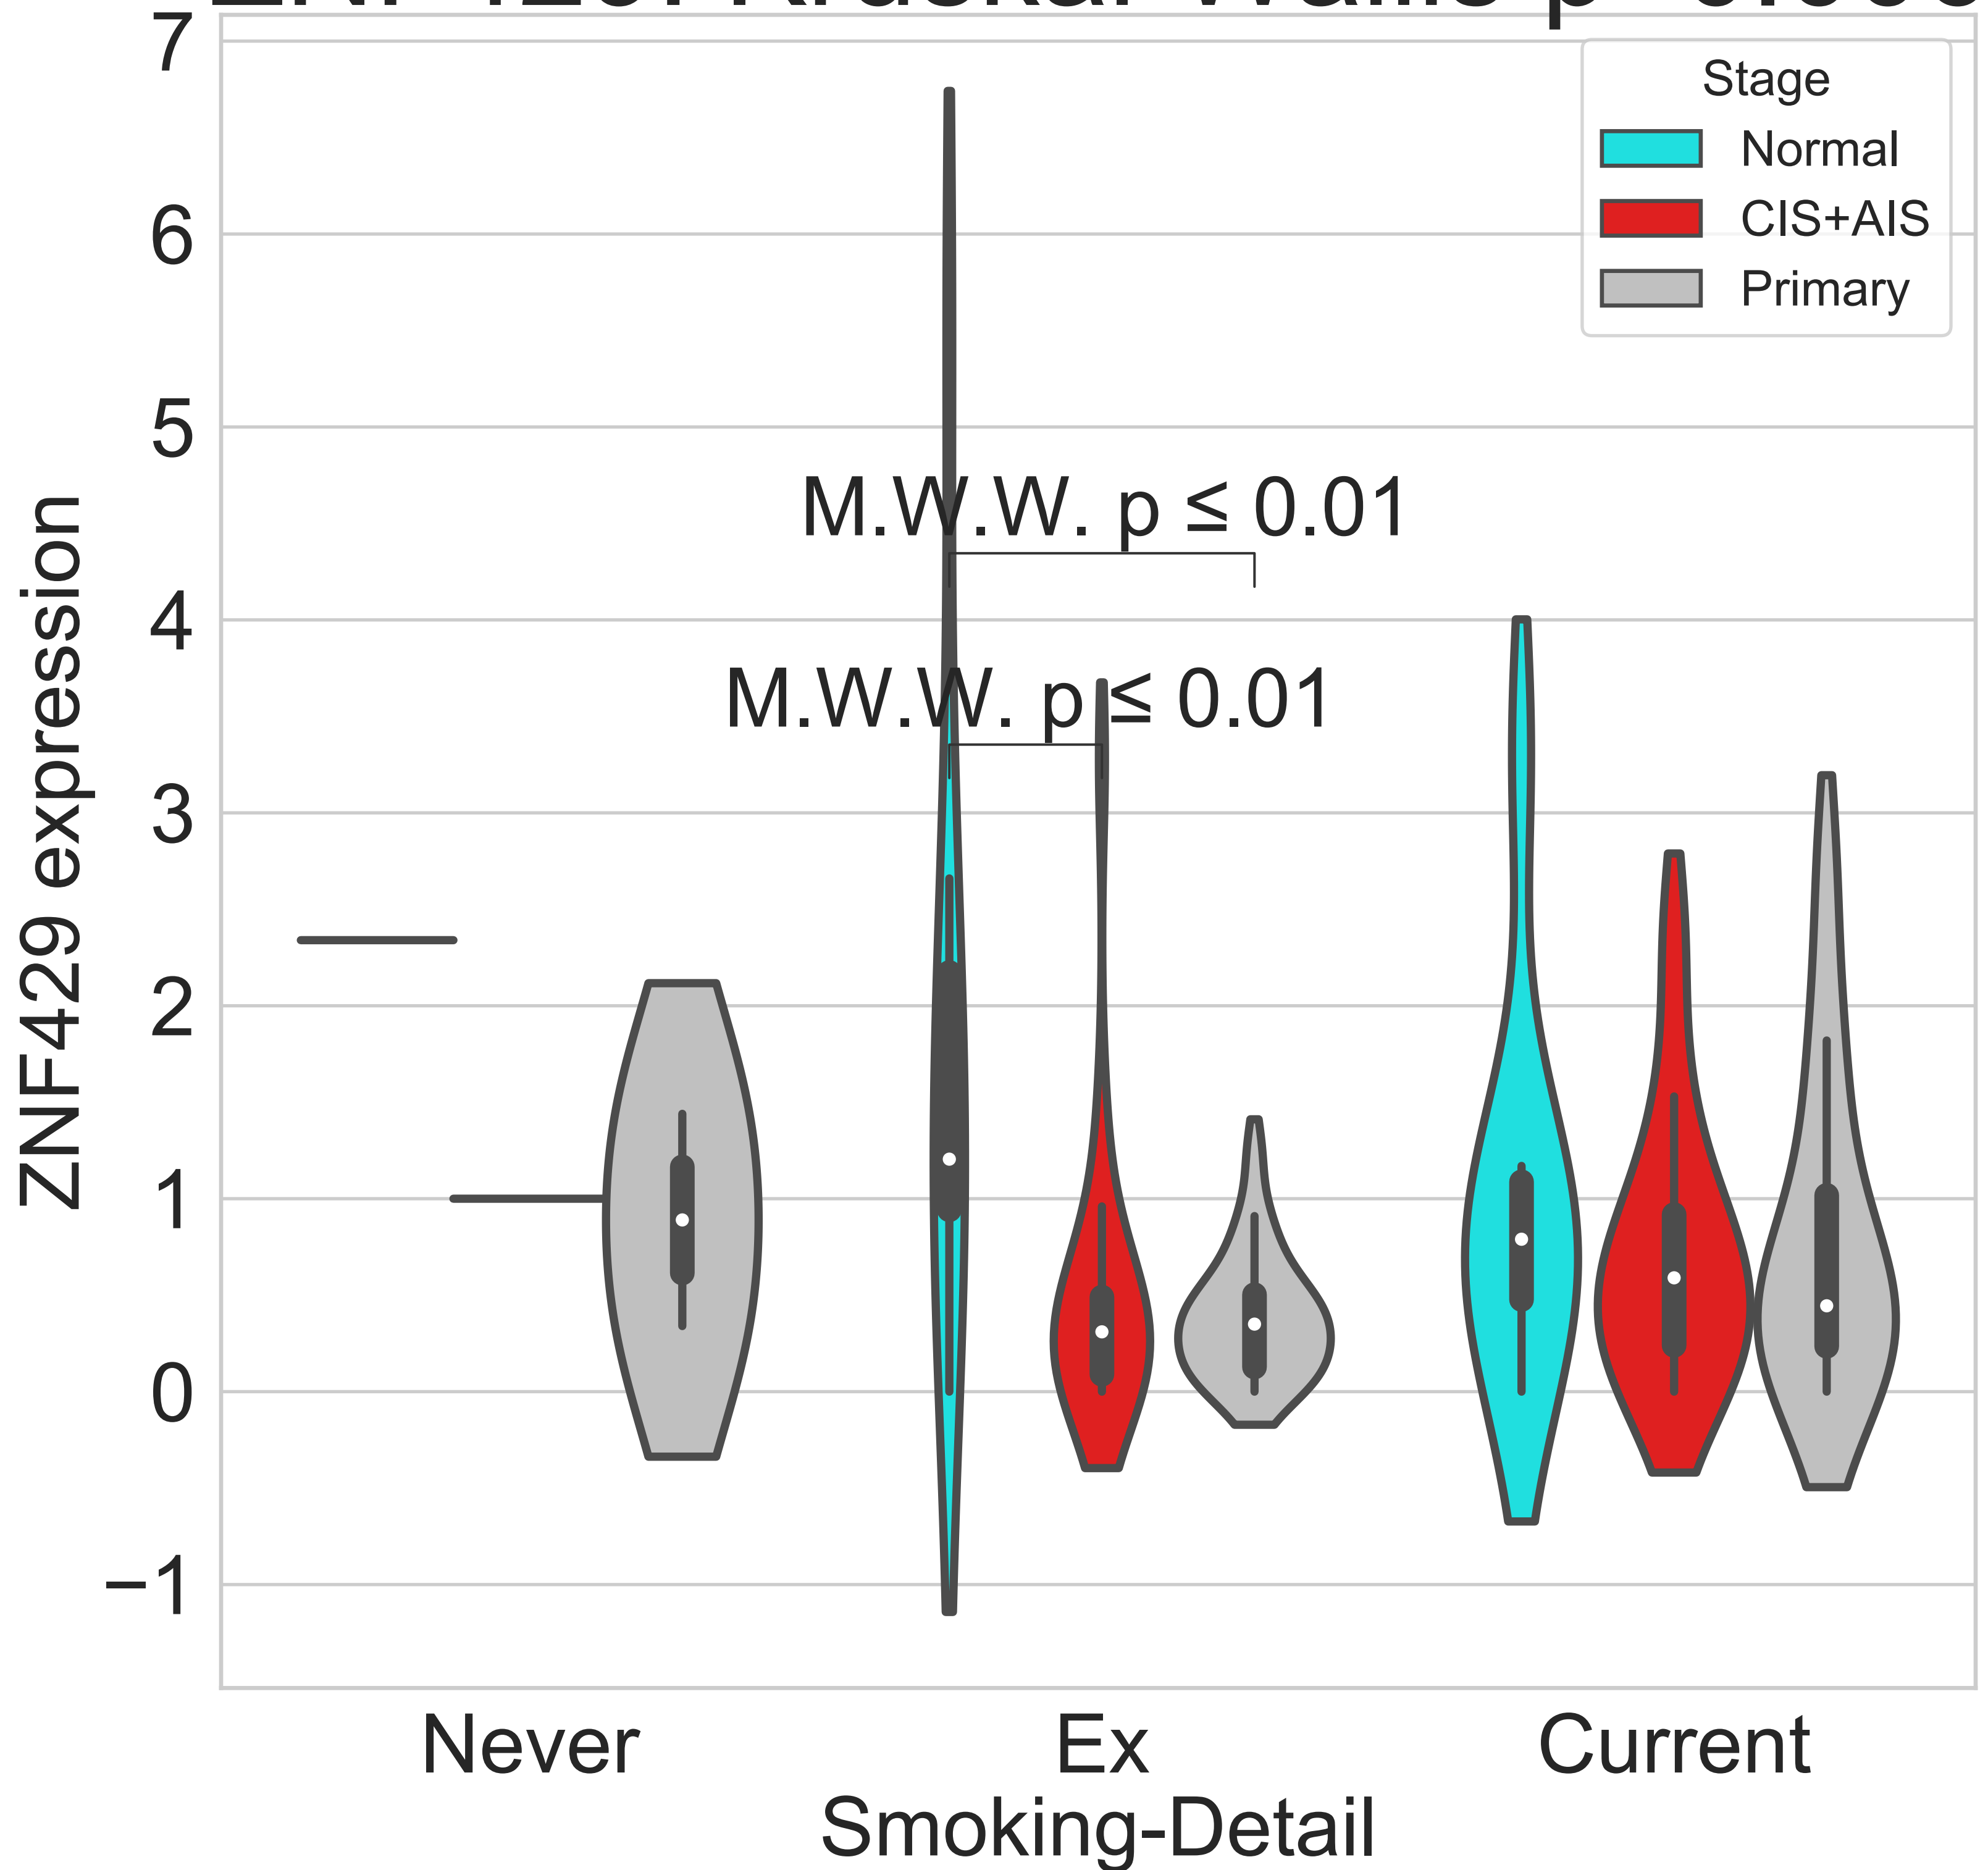 7
6
5
4
3
2
1
0
−1
ZNF429 expression
Stage
Normal
CIS+AIS
Primary
M.W.W. p ≤ 0.01
M.W.W. p ≤ 0.01
Never
Ex
Current
Smoking-Detail